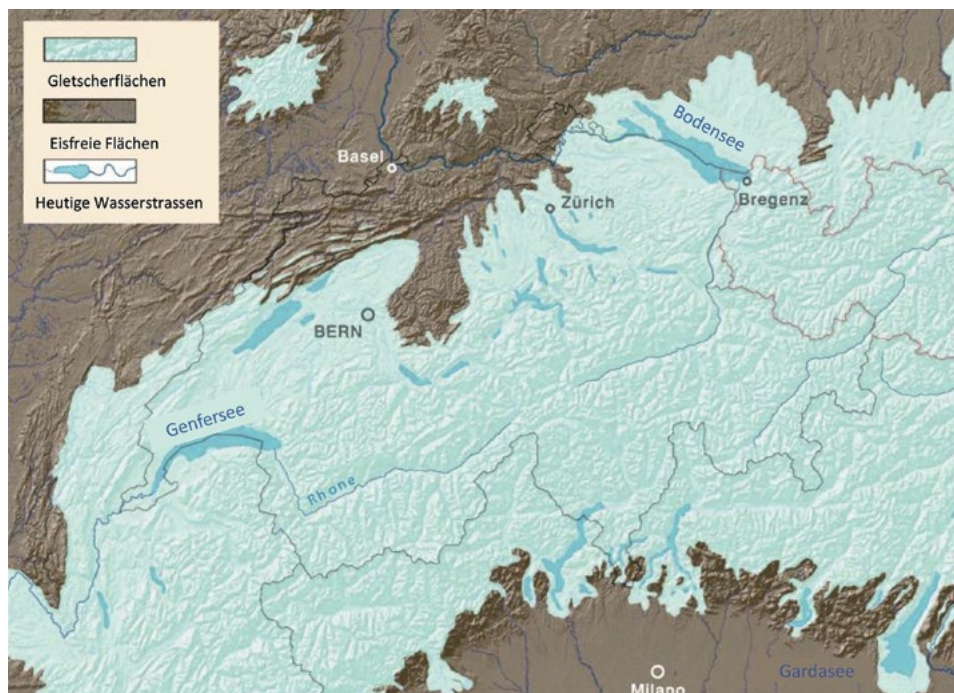 Gletscherflächen
Eisfreie Flächen
Heutige Wasserstrassen
Basel
Bodensee
Zürich
Bregenz
BERN
Genfersee
Rhone
Gardasee
Milano